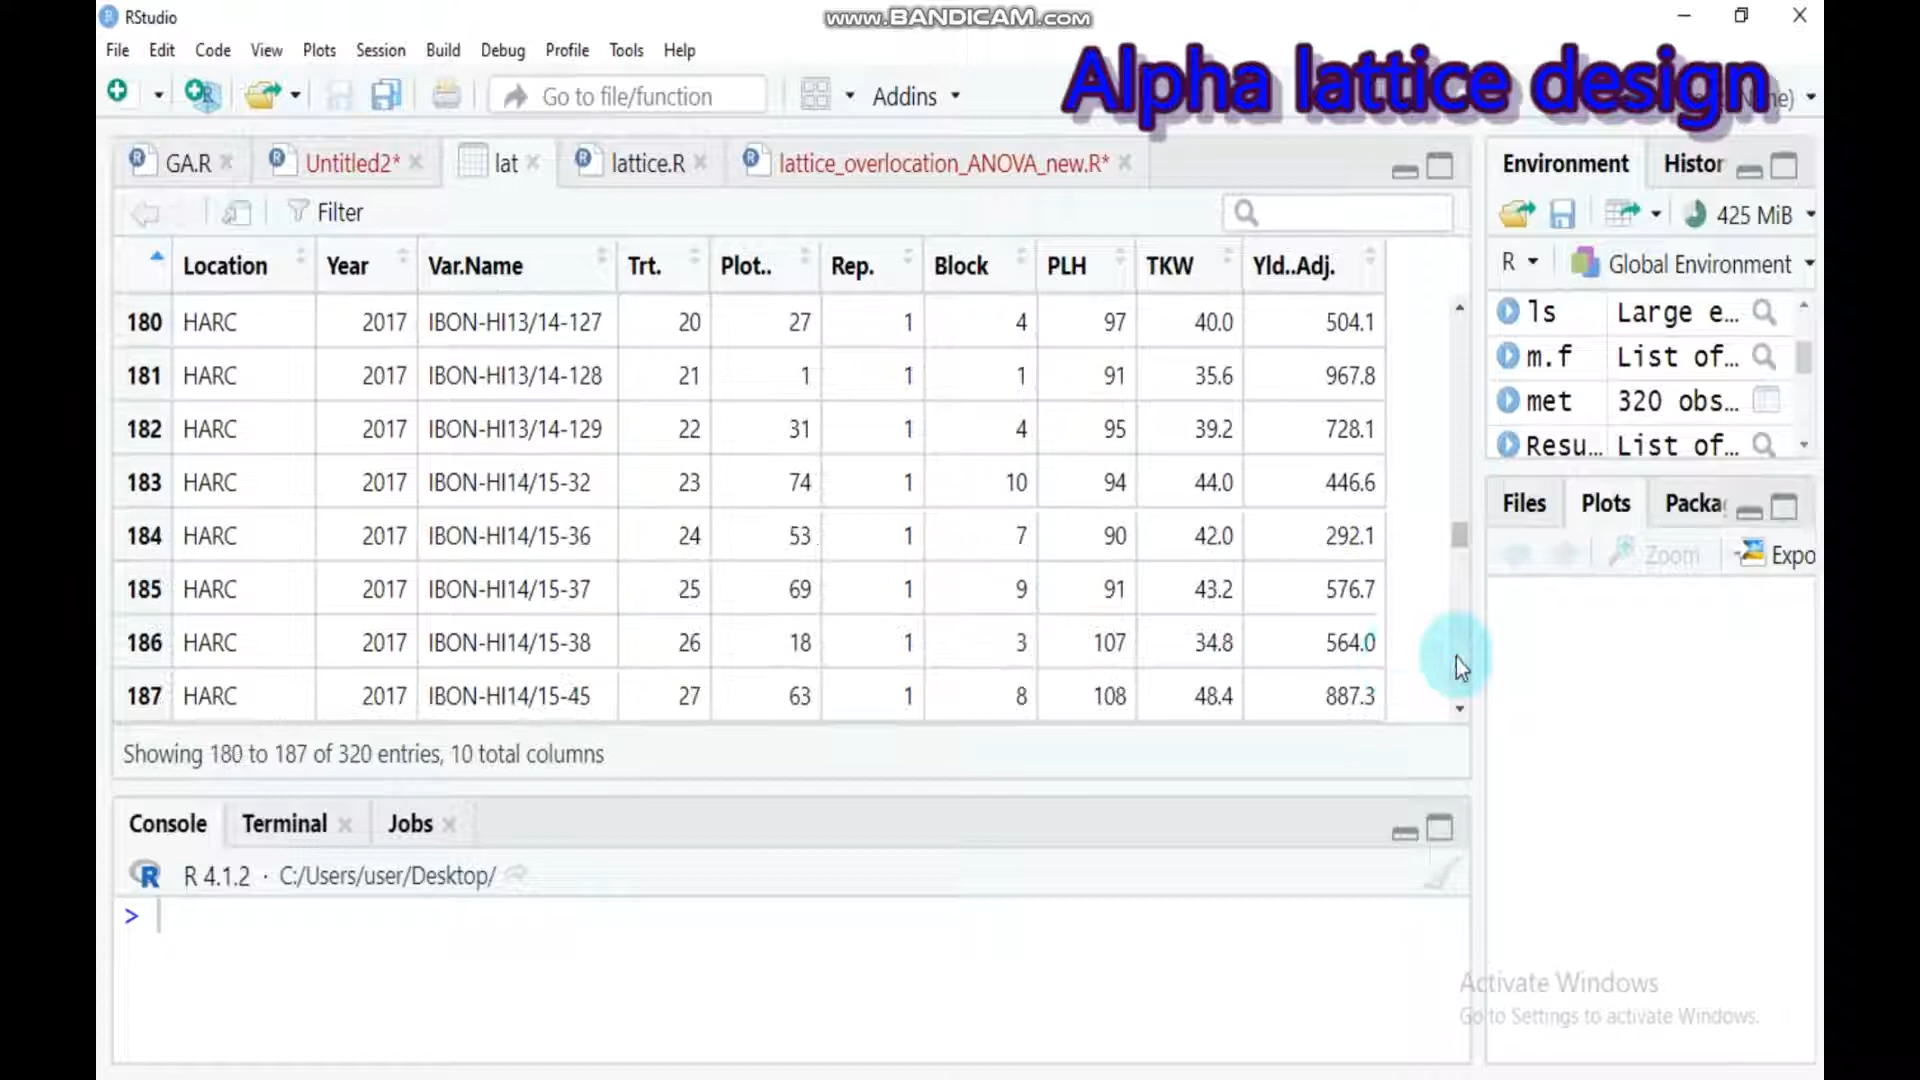 RStudio
www.BANDICAM.com
File Edit Code View Plots Session Build Debug Profile Tools Help
Alpha lattice design
Go to file/function
Addins
GA.R
Untitled2*
lat
lattice.R
lattice_overlocation_ANOVA_new.R*
Filter
Location Year Var.Name Trt. Plot.. Rep. Block PLH TKW Yld..Adj.
180 HARC 2017 IBON-HI13/14-127 20 27 1 4 97 40.0 504.1
181 HARC 2017 IBON-HI13/14-128 21 1 1 1 91 35.6 967.8
182 HARC 2017 IBON-HI13/14-129 22 31 1 4 95 39.2 728.1
183 HARC 2017 IBON-HI14/15-32 23 74 1 10 94 44.0 446.6
184 HARC 2017 IBON-HI14/15-36 24 53 1 7 90 42.0 292.1
185 HARC 2017 IBON-HI14/15-37 25 69 1 9 91 43.2 576.7
186 HARC 2017 IBON-HI14/15-38 26 18 1 3 107 34.8 564.0
187 HARC 2017 IBON-HI14/15-45 27 63 1 8 108 48.4 887.3
Showing 180 to 187 of 320 entries, 10 total columns
Console Terminal Jobs
R 4.1.2 · C:/Users/user/Desktop/
>
Environment Histor
425 MiB
R Global Environment
ls Large e...
m.f List of...
met 320 obs...
Resu... List of...
Files Plots Packa
Zoom Expo
Activate Windows
Go to Settings to activate Windows.